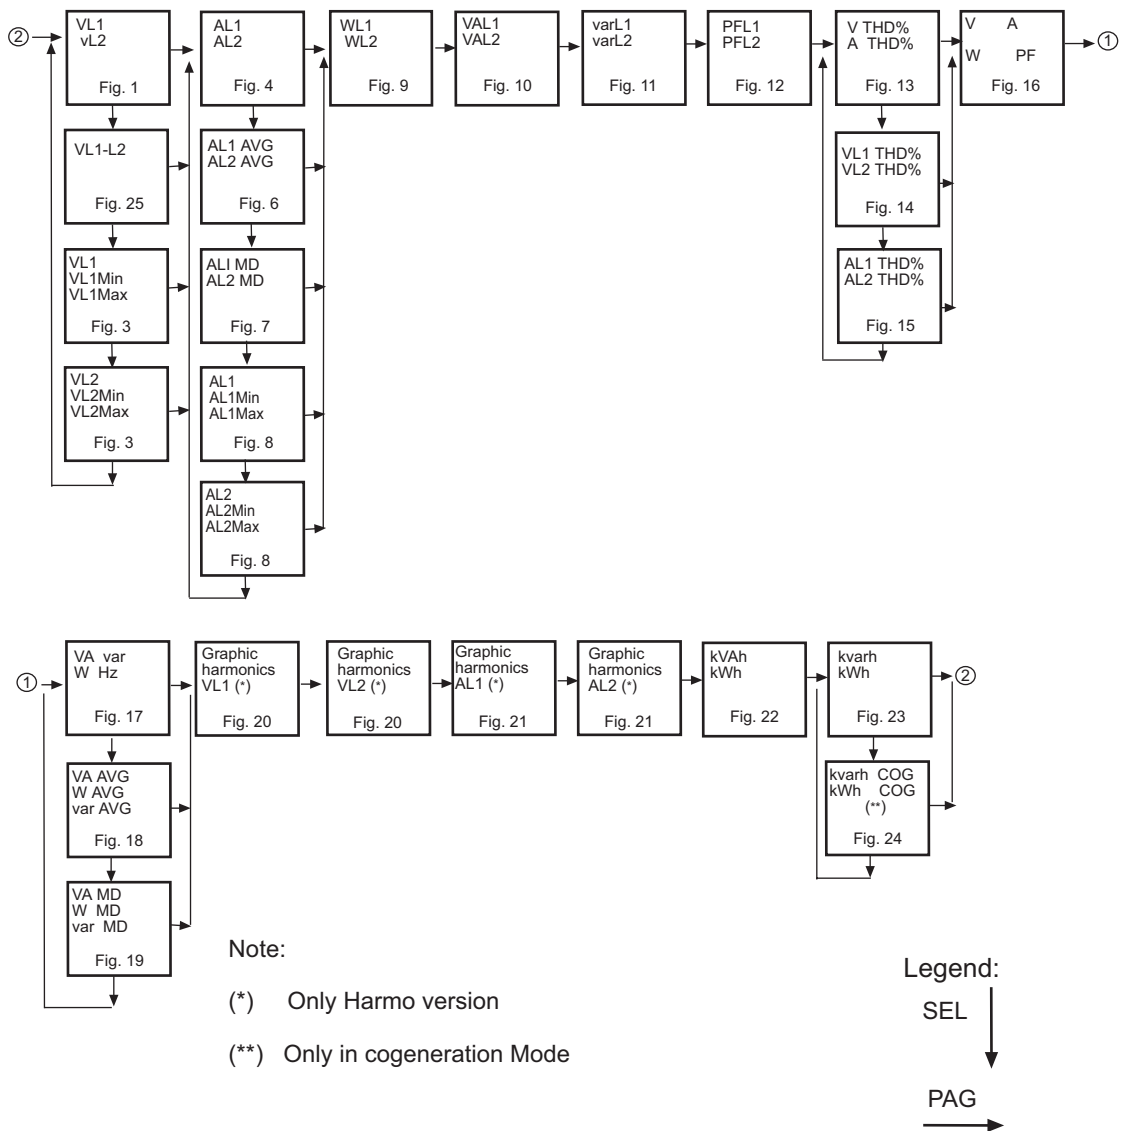 ②
VL1
vL2
Fig. 1
AL1
AL2
Fig. 4
WL1
WL2
Fig. 9
VAL1
VAL2
Fig. 10
varL1
varL2
Fig. 11
PFL1
PFL2
Fig. 12
V THD%
A THD%
Fig. 13
V A
W PF
Fig. 16
①
VL1-L2
Fig. 25
AL1 AVG
AL2 AVG
Fig. 6
VL1 THD%
VL2 THD%
Fig. 14
VL1
VL1Min
VL1Max
Fig. 3
ALI MD
AL2 MD
Fig. 7
AL1 THD%
AL2 THD%
Fig. 15
VL2
VL2Min
VL2Max
Fig. 3
AL1
AL1Min
AL1Max
Fig. 8
AL2
AL2Min
AL2Max
Fig. 8
①
VA var
W Hz
Fig. 17
Graphic
harmonics
VL1 (*)
Fig. 20
Graphic
harmonics
VL2 (*)
Fig. 20
Graphic
harmonics
AL1 (*)
Fig. 21
Graphic
harmonics
AL2 (*)
Fig. 21
kVAh
kWh
Fig. 22
kvarh
kWh
Fig. 23
②
VA AVG
W AVG
var AVG
Fig. 18
kvarh COG
kWh COG
(**)
Fig. 24
VA MD
W MD
var MD
Fig. 19
Note:
(*) Only Harmo version
(**) Only in cogeneration Mode
Legend:
SEL
PAG